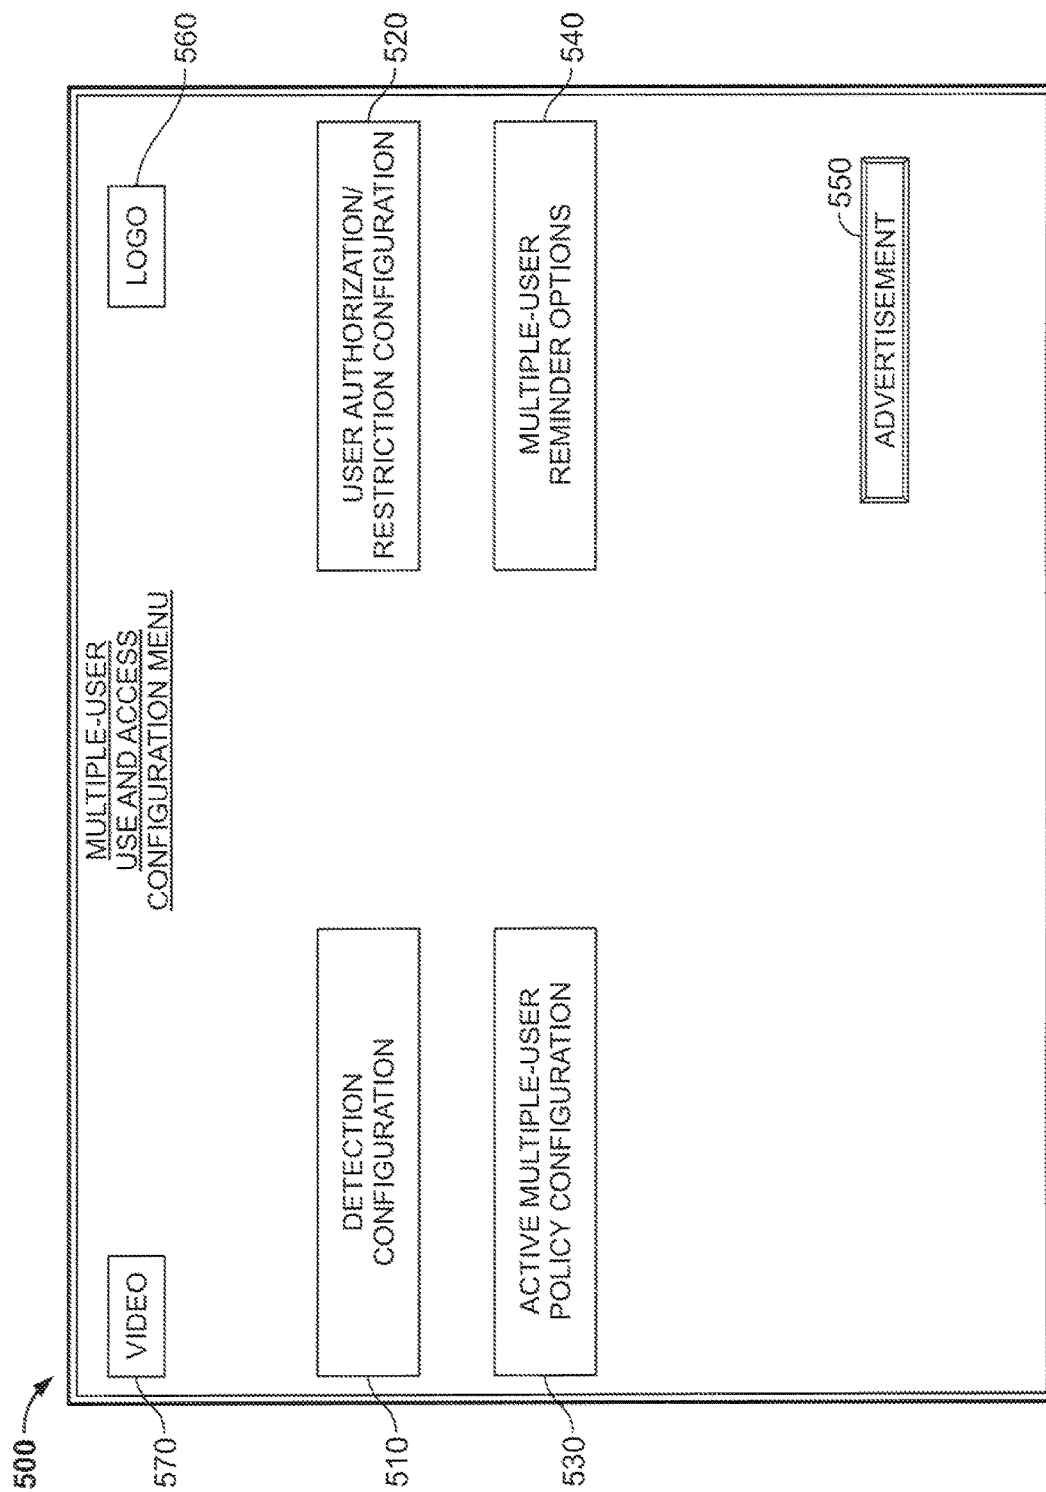 500
MULTIPLE-USER
USE AND ACCESS
CONFIGURATION MENU
570
VIDEO
LOGO
560
510
DETECTION
CONFIGURATION
USER AUTHORIZATION/
RESTRICTION CONFIGURATION
520
530
ACTIVE MULTIPLE-USER
POLICY CONFIGURATION
MULTIPLE-USER
REMINDER OPTIONS
540
550
ADVERTISEMENT